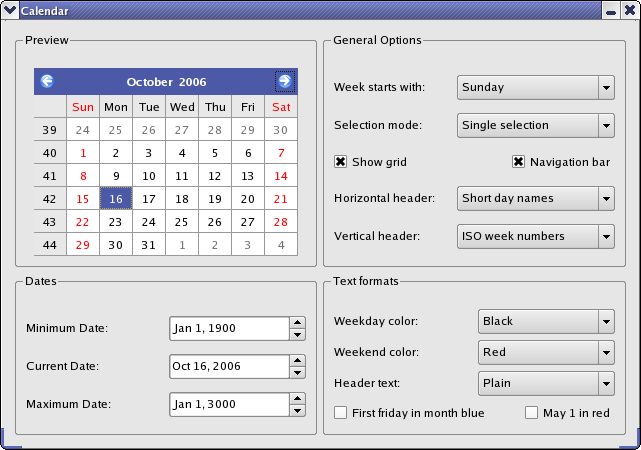 Calendar
Preview
October 2006
Sun Mon Tue Wed Thu Fri Sat
39 24 25 26 27 28 29 30
40 1 2 3 4 5 6 7
41 8 9 10 11 12 13 14
42 15 16 17 18 19 20 21
43 22 23 24 25 26 27 28
44 29 30 31 1 2 3 4
General Options
Week starts with: Sunday
Selection mode: Single selection
Show grid Navigation bar
Horizontal header: Short day names
Vertical header: ISO week numbers
Dates
Minimum Date: Jan 1, 1900
Current Date: Oct 16, 2006
Maximum Date: Jan 1, 3000
Text formats
Weekday color: Black
Weekend color: Red
Header text: Plain
First friday in month blue May 1 in red